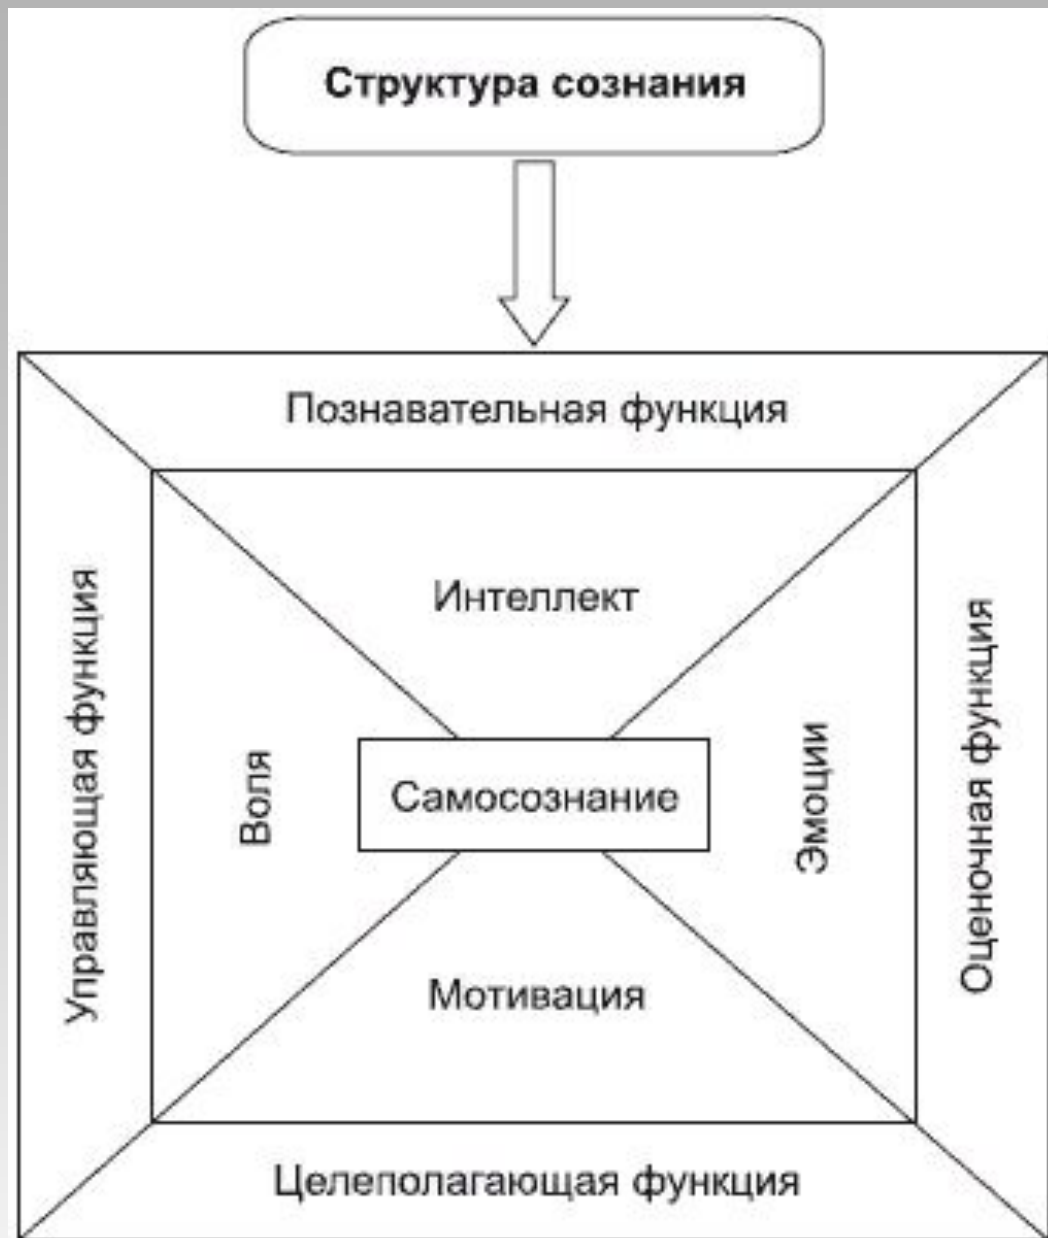 Структура сознания
Познавательная функция
Интеллект
Управляющая функция
Воля
Самосознание
Эмоции
Оценочная функция
Мотивация
Целеполагающая функция